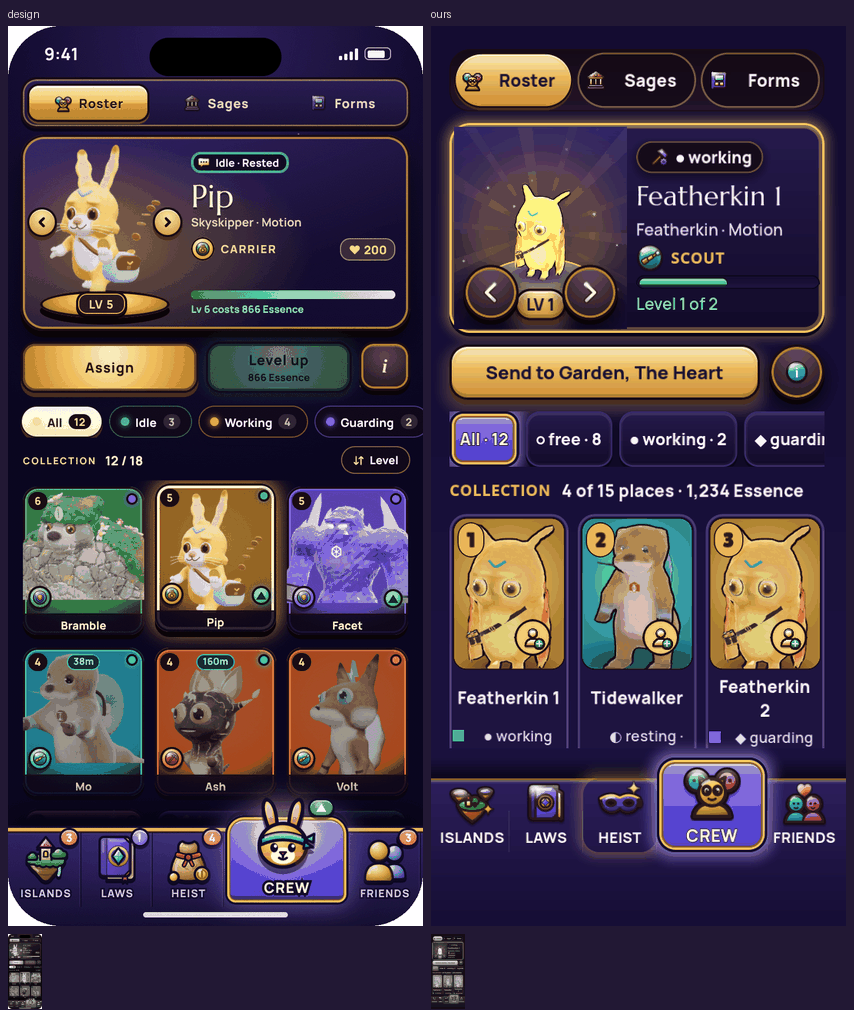 design
9:41
Roster
Sages
Forms
Idle · Rested
Pip
Skyskipper · Motion
CARRIER
200
LV 5
Lv 6 costs 866 Essence
Assign
Level up
866 Essence
i
All 12
Idle 3
Working 4
Guarding 2
COLLECTION 12 / 18
Level
6
Bramble
5
Pip
5
Facet
4
38m
Mo
4
160m
Ash
4
Volt
3
ISLANDS
1
LAWS
4
HEIST
CREW
3
FRIENDS
ours
Roster
Sages
Forms
working
Featherkin 1
Featherkin · Motion
SCOUT
LV 1
Level 1 of 2
Send to Garden, The Heart
i
All · 12
free · 8
working · 2
guardin
COLLECTION 4 of 15 places · 1,234 Essence
1
Featherkin 1
working
2
Tidewalker
resting ·
3
Featherkin
2
guarding
ISLANDS
LAWS
HEIST
CREW
FRIENDS